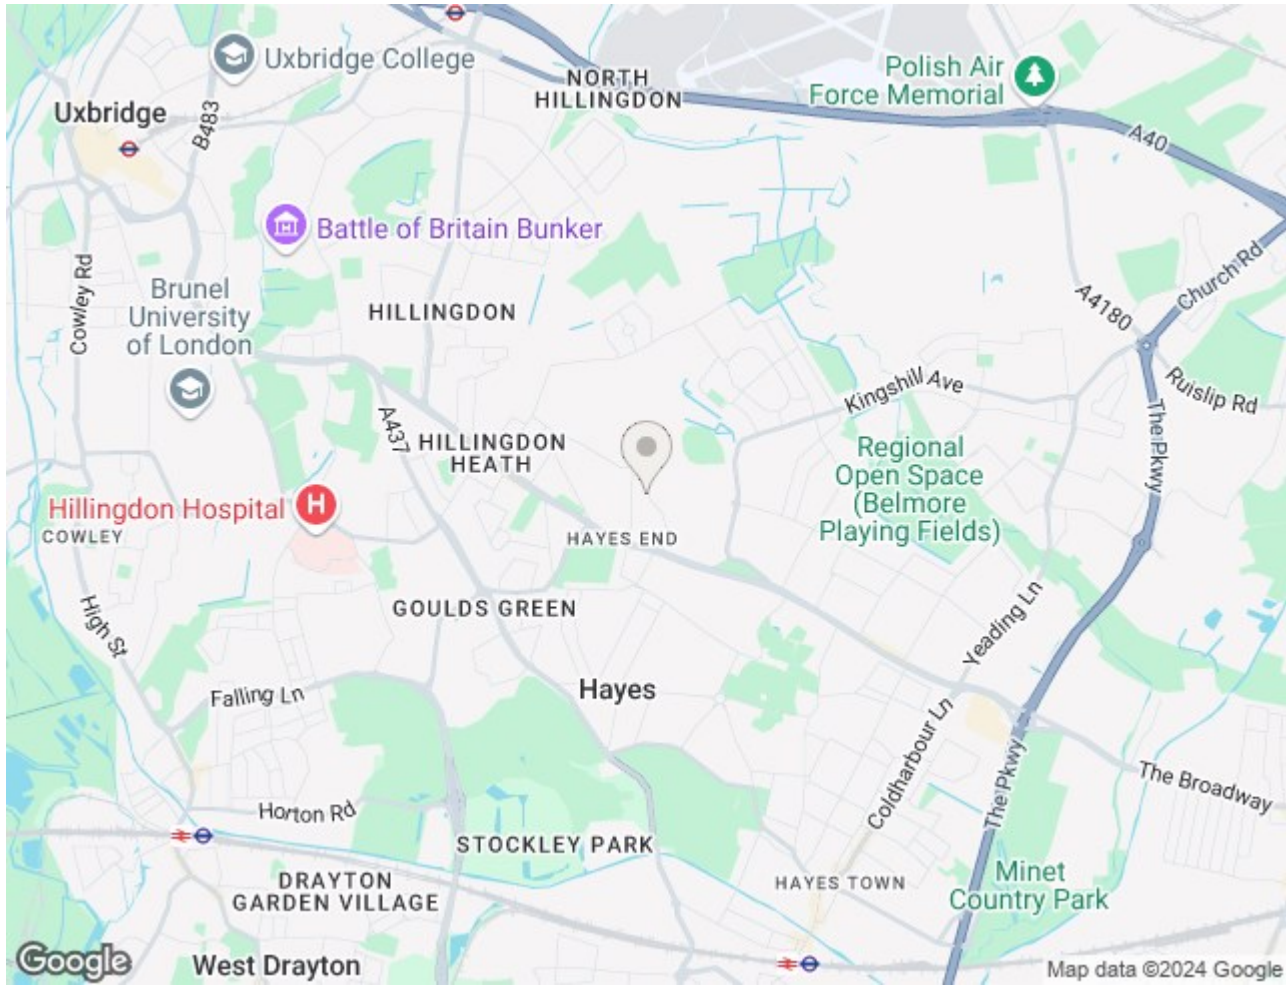 Uxbridge College
NORTH
HILLINGDON
Polish Air
Force Memorial
Uxbridge
B483
A40
Battle of Britain Bunker
Cowley Rd
Brunel
University
of London
HILLINGDON
Church Rd
A4180
Kingshill Ave
Ruislip Rd
The Pkwy
A437
HILLINGDON
HEATH
Regional
Open Space
(Belmore
Playing Fields)
H
Hillingdon Hospital
COWLEY
HAYES END
High St
GOULDS GREEN
Yeading Ln
Falling Ln
Hayes
Coldharbour Ln
The Pkwy
The Broadway
Horton Rd
STOCKLEY PARK
DRAYTON
GARDEN VILLAGE
HAYES TOWN
Minet
Country Park
Google
West Drayton
Map data ©2024 Google